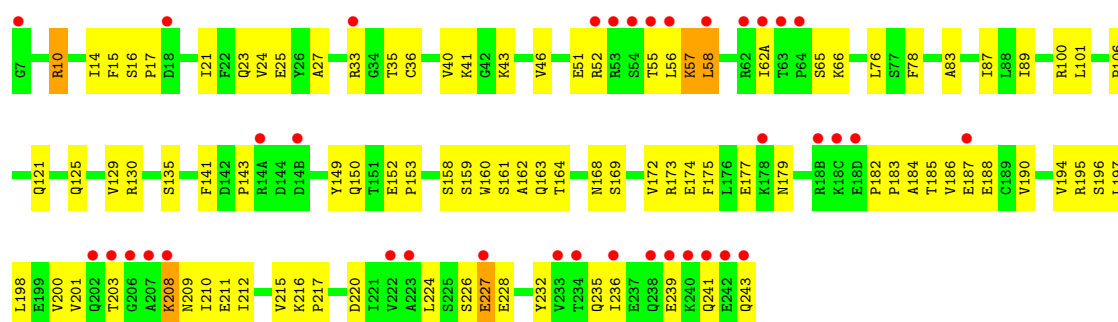 G7 R10 I14 F15 S16 P17 D18 I21 F22 Q23 V24 E25 Y26 A27 R33 G34 T35 C36 V40 K41 G42 K43 V46 E51 R52 R53 S54 T55 L56 K57 L58 R62 I62A T63 P64 S65 K66 L76 S77 F78 A83 I87 L88 I89 R100 L101
Q121 Q125 V129 R130 S135 F141 D142 P143 R14A D144 D14B Y149 Q150 T151 E152 P153 S158 S159 W160 S161 A162 Q163 T164 N168 S169 V172 R173 E174 F175 L176 E177 K178 N179 R18B K18C E18D P182 P183 A184 T185 V186 E187 E188 C189 V190 V194 R195 S196 L197
L198 E199 V200 V201 Q202 T203 G206 A207 K208 N209 I210 E211 I212 V215 K216 P217 D220 I221 V222 A223 L224 S225 S226 E227 E228 Y232 V233 T234 Q235 I236 E237 Q238 E239 K240 Q241 E242 Q243